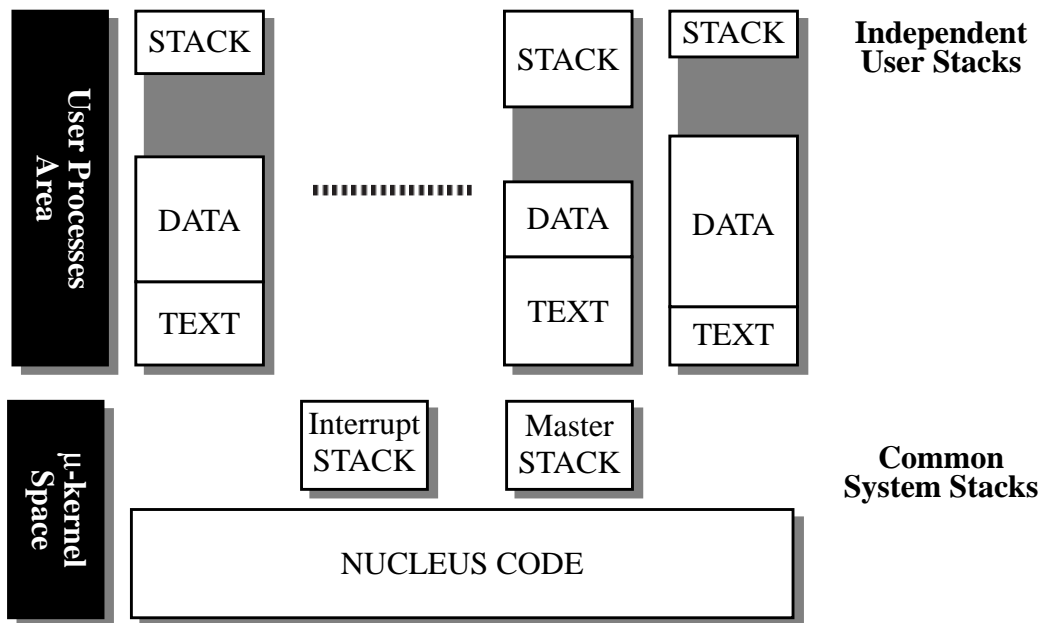 User Processes
Area
STACK
DATA
TEXT
STACK
DATA
TEXT
STACK
DATA
TEXT
Independent
User Stacks
μ-kernel
Space
Interrupt
STACK
Master
STACK
Common
System Stacks
NUCLEUS CODE